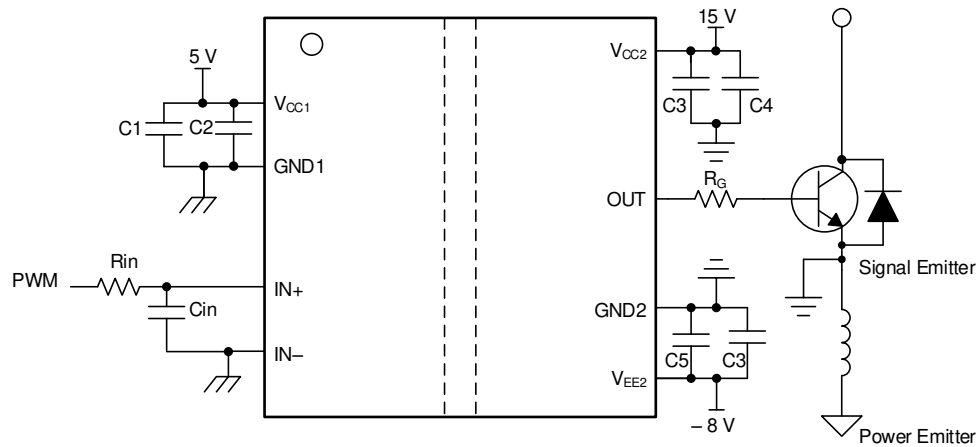 15 V
5 V
VCC2
VCC1
C1
C2
C3
C4
GND1
OUT
RG
PWM
Rin
IN+
Cin
Signal Emitter
GND2
IN–
C5
C3
VEE2
– 8 V
Power Emitter